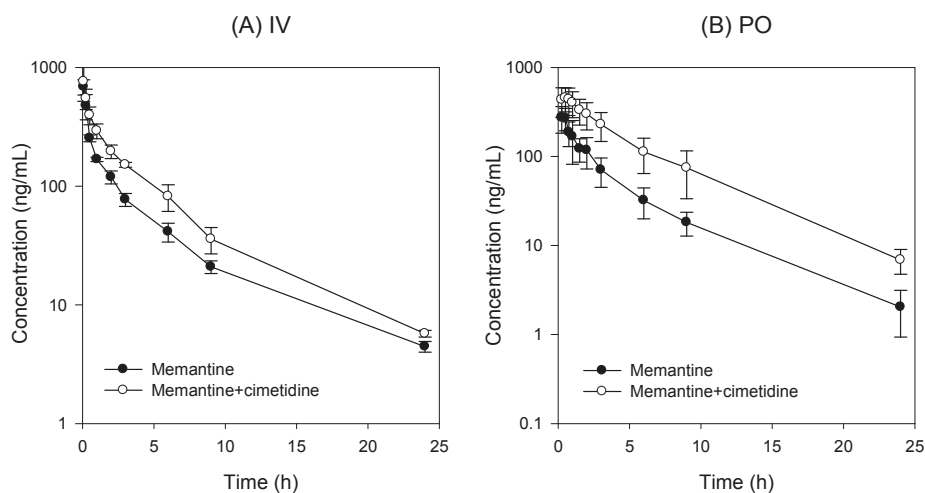 (A) IV
1000
100
10
1
Concentration (ng/mL)
Memantine
Memantine+cimetidine
0 5 10 15 20 25
Time (h)
(B) PO
1000
100
10
1
0.1
Concentration (ng/mL)
Memantine
Memantine+cimetidine
0 5 10 15 20 25
Time (h)